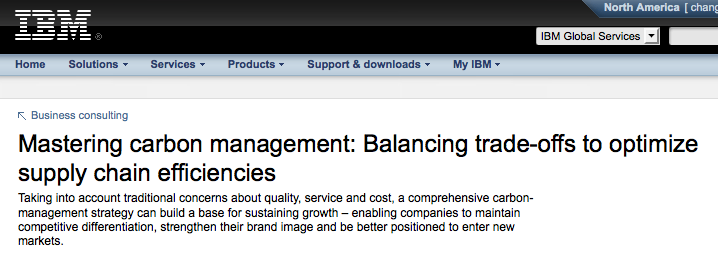 North America [ chang
IBM®
IBM Global Services
Home Solutions Services Products Support & downloads My IBM
Business consulting
Mastering carbon management: Balancing trade-offs to optimize
supply chain efficiencies
Taking into account traditional concerns about quality, service and cost, a comprehensive carbon-
management strategy can build a base for sustaining growth – enabling companies to maintain
competitive differentiation, strengthen their brand image and be better positioned to enter new
markets.